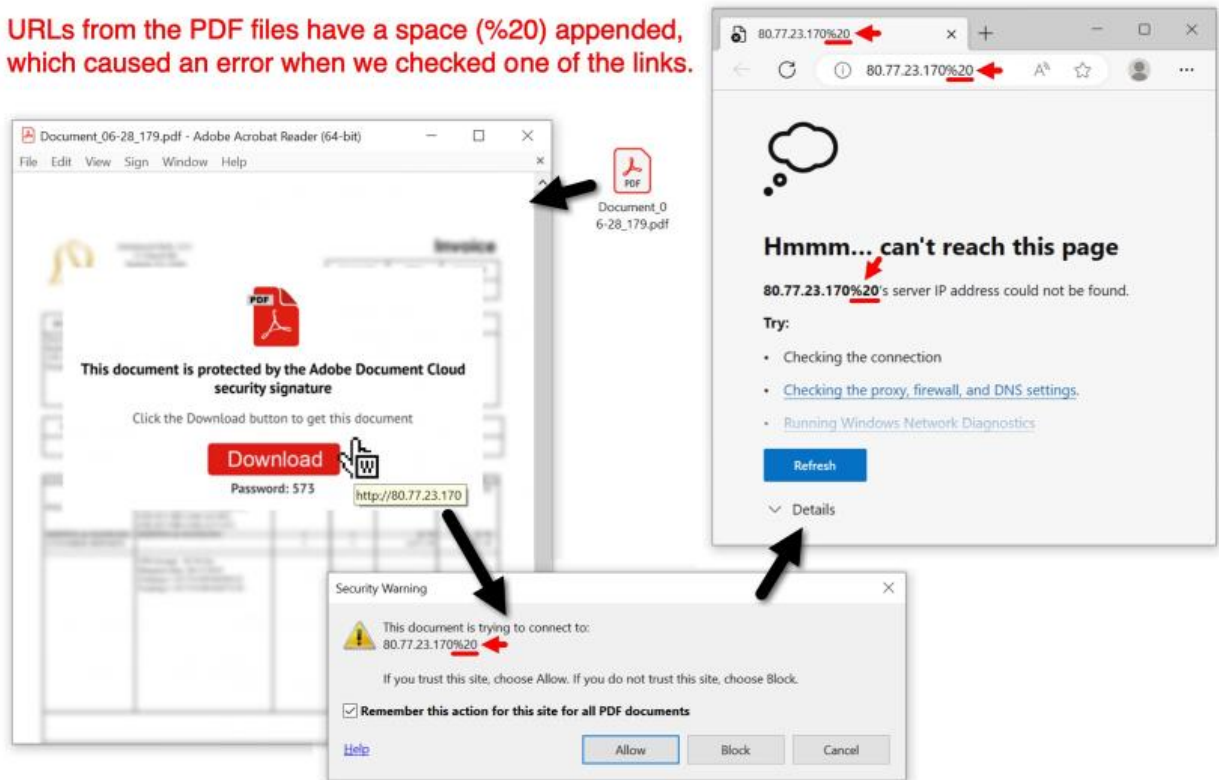 URLs from the PDF files have a space (%20) appended,
which caused an error when we checked one of the links.
Document_06-28_179.pdf - Adobe Acrobat Reader (64-bit)
File Edit View Sign Window Help
Invoice
PDF
This document is protected by the Adobe Document Cloud
security signature
Click the Download button to get this document
Download
W
Password: 573
http://80.77.23.170
PDF
Document_0
6-28_179.pdf
80.77.23.170%20
80.77.23.170%20
Hmmm... can't reach this page
80.77.23.170%20's server IP address could not be found.
Try:
• Checking the connection
• Checking the proxy, firewall, and DNS settings.
• Running Windows Network Diagnostics
Refresh
Details
Security Warning
This document is trying to connect to:
80.77.23.170%20
If you trust this site, choose Allow. If you do not trust this site, choose Block.
Remember this action for this site for all PDF documents
Help
Allow
Block
Cancel